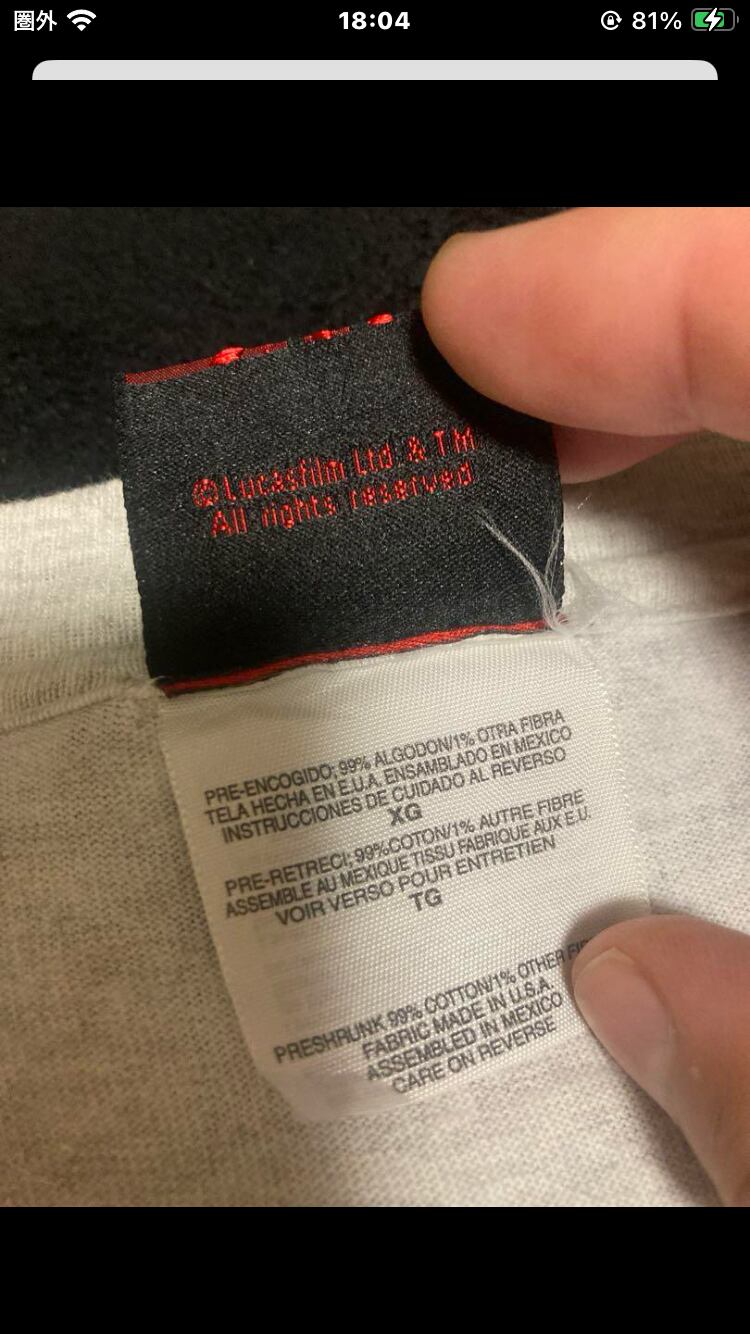 圏外
18:04
81%
©Lucasfilm Ltd & TM
All rights reserved
PRE-ENCOGIDO; 99% ALGODON/1% OTRA FIBRA
TELA HECHA EN E.U.A. ENSAMBLADO EN MEXICO
INSTRUCCIONES DE CUIDADO AL REVERSO
XG
PRE-RETRECI; 99%COTON/1% AUTRE FIBRE
ASSEMBLE AU MEXIQUE TISSU FABRIQUE AUX E.U.
VOIR VERSO POUR ENTRETIEN
TG
PRESHRUNK 99% COTTON/1% OTHER
FABRIC MADE IN U.S.A.
ASSEMBLED IN MEXICO
CARE ON REVERSE